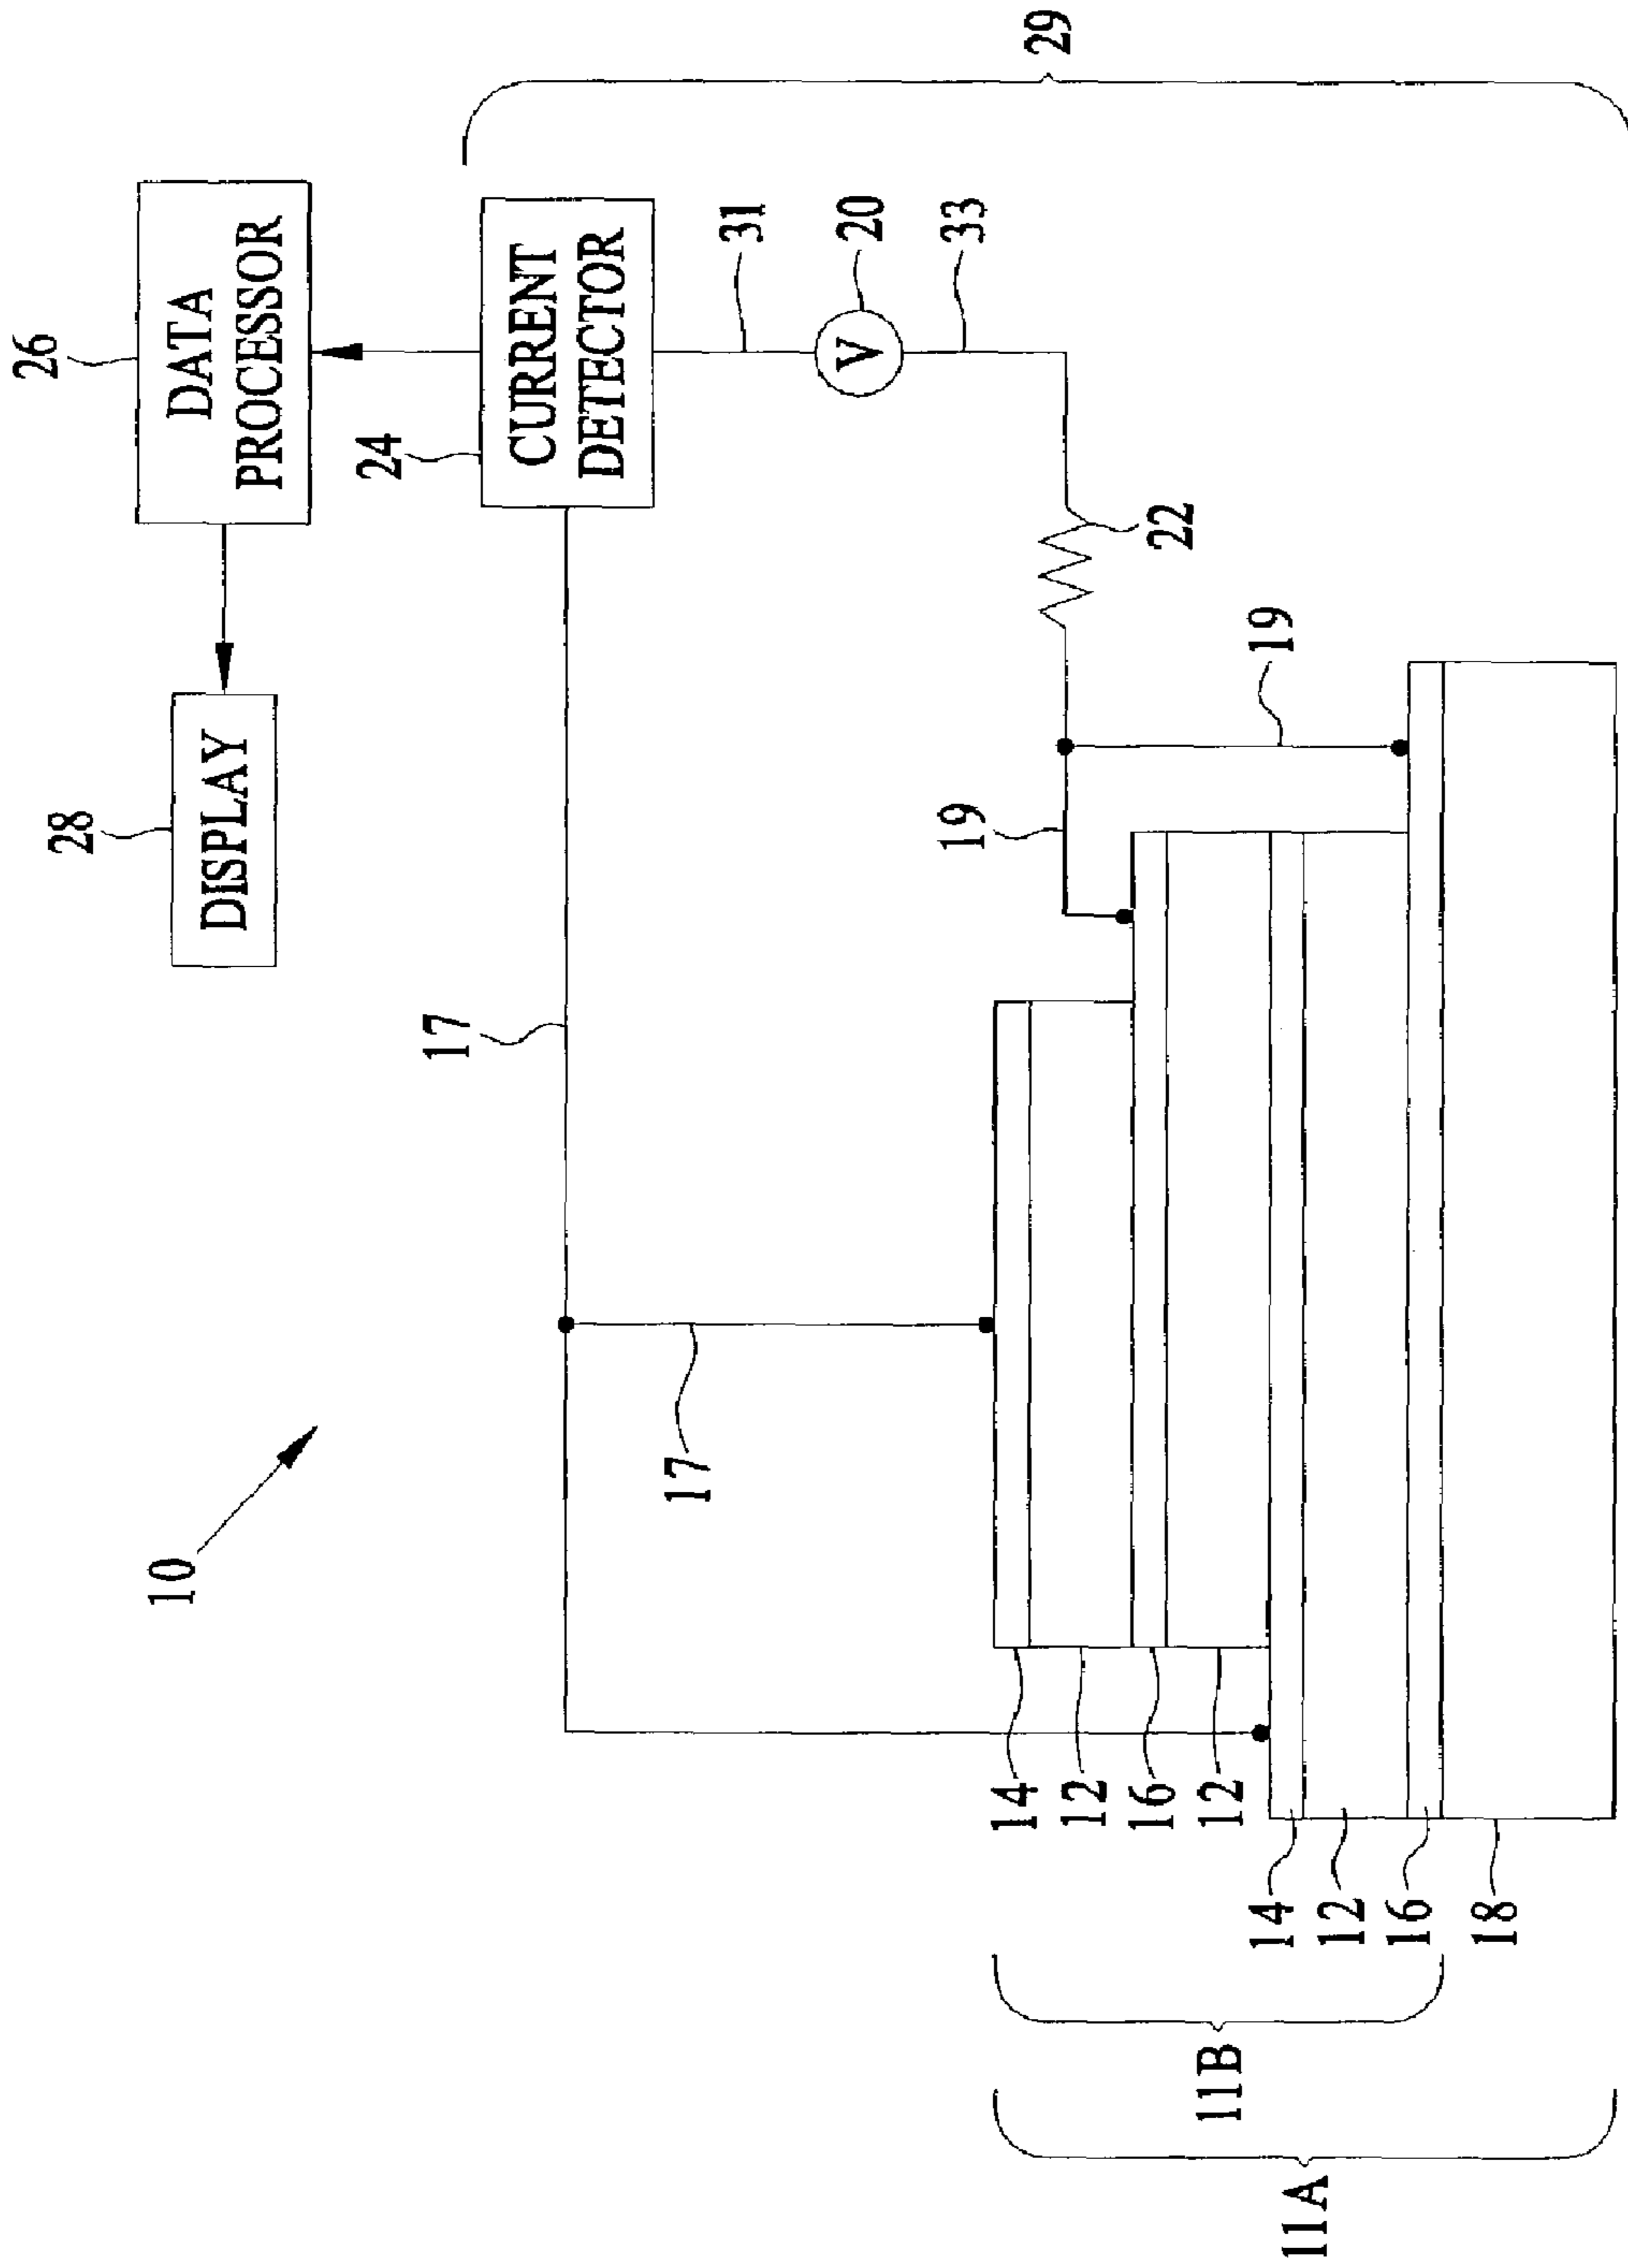 10
26
DATA
PROCESSOR
28
DISPLAY
24
CURRENT
DETECTOR
17
17
31
20
V
33
22
19
19
29
14
12
16
12
14
12
16
18
11B
11A